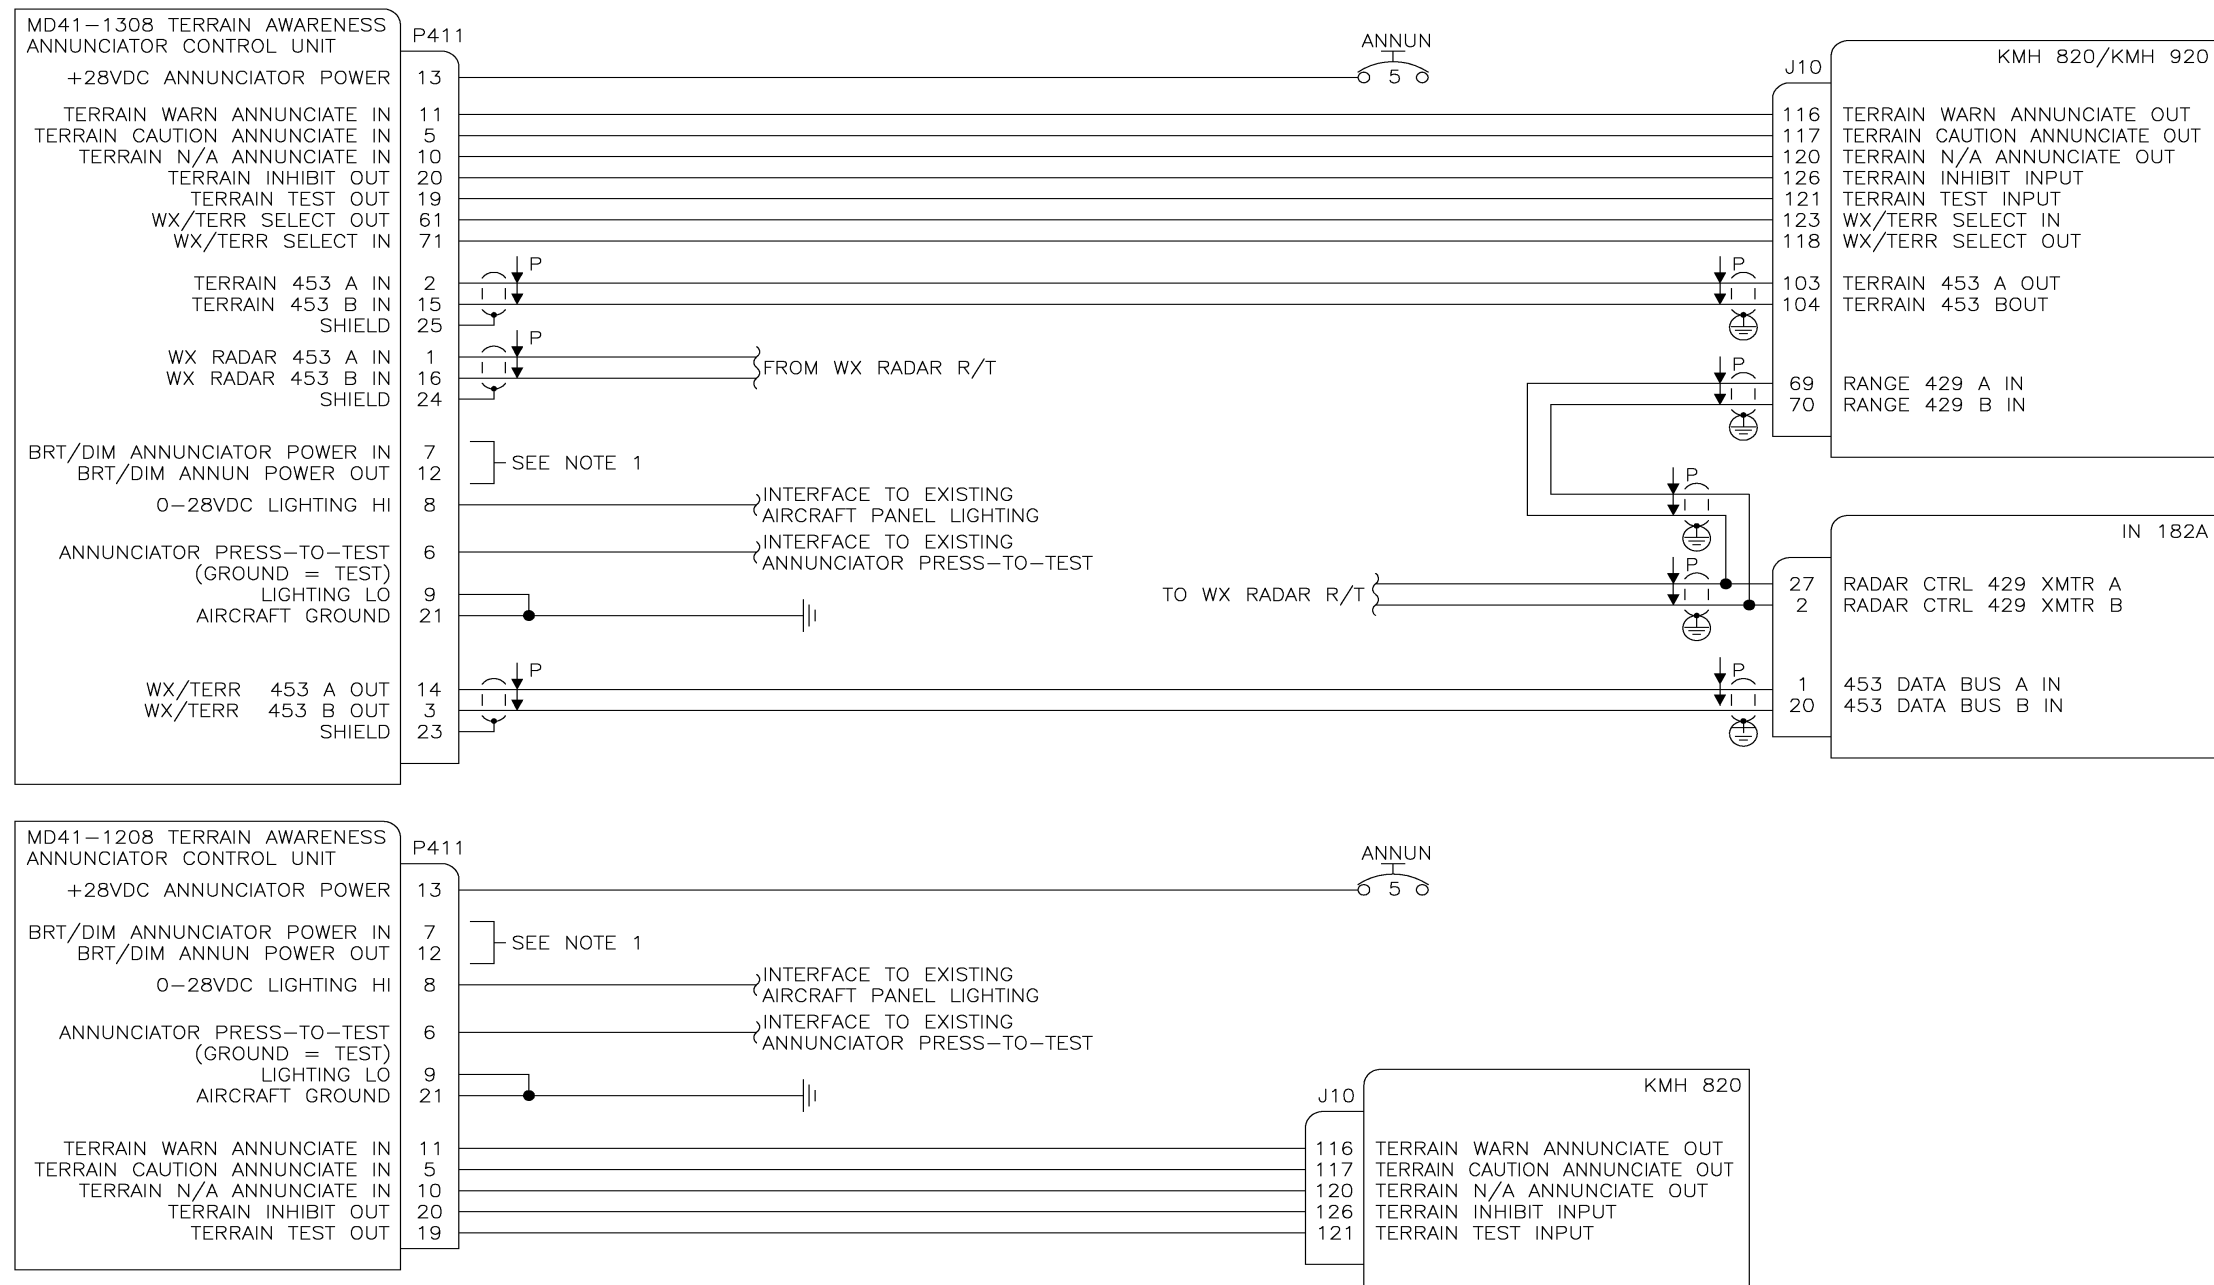 MD41-1308 TERRAIN AWARENESS
ANNUNCIATOR CONTROL UNIT
P411
+28VDC ANNUNCIATOR POWER 13
ANNUN
5
TERRAIN WARN ANNUNCIATE IN 11
TERRAIN CAUTION ANNUNCIATE IN 5
TERRAIN N/A ANNUNCIATE IN 10
TERRAIN INHIBIT OUT 20
TERRAIN TEST OUT 19
WX/TERR SELECT OUT 61
WX/TERR SELECT IN 71
P
TERRAIN 453 A IN 2
TERRAIN 453 B IN 15
SHIELD 25
P
WX RADAR 453 A IN 1
WX RADAR 453 B IN 16
SHIELD 24
FROM WX RADAR R/T
BRT/DIM ANNUNCIATOR POWER IN 7
BRT/DIM ANNUN POWER OUT 12
SEE NOTE 1
0-28VDC LIGHTING HI 8
INTERFACE TO EXISTING
AIRCRAFT PANEL LIGHTING
ANNUNCIATOR PRESS-TO-TEST 6
(GROUND = TEST)
INTERFACE TO EXISTING
ANNUNCIATOR PRESS-TO-TEST
LIGHTING LO 9
AIRCRAFT GROUND 21
P
WX/TERR 453 A OUT 14
WX/TERR 453 B OUT 3
SHIELD 23
KMH 820/KMH 920
J10
116 TERRAIN WARN ANNUNCIATE OUT
117 TERRAIN CAUTION ANNUNCIATE OUT
120 TERRAIN N/A ANNUNCIATE OUT
126 TERRAIN INHIBIT INPUT
121 TERRAIN TEST INPUT
123 WX/TERR SELECT IN
118 WX/TERR SELECT OUT
P
103 TERRAIN 453 A OUT
104 TERRAIN 453 BOUT
P
69 RANGE 429 A IN
70 RANGE 429 B IN
P
IN 182A
P
TO WX RADAR R/T
27 RADAR CTRL 429 XMTR A
2 RADAR CTRL 429 XMTR B
P
1 453 DATA BUS A IN
20 453 DATA BUS B IN
MD41-1208 TERRAIN AWARENESS
ANNUNCIATOR CONTROL UNIT
P411
+28VDC ANNUNCIATOR POWER 13
ANNUN
5
BRT/DIM ANNUNCIATOR POWER IN 7
BRT/DIM ANNUN POWER OUT 12
SEE NOTE 1
0-28VDC LIGHTING HI 8
INTERFACE TO EXISTING
AIRCRAFT PANEL LIGHTING
ANNUNCIATOR PRESS-TO-TEST 6
(GROUND = TEST)
INTERFACE TO EXISTING
ANNUNCIATOR PRESS-TO-TEST
LIGHTING LO 9
AIRCRAFT GROUND 21
TERRAIN WARN ANNUNCIATE IN 11
TERRAIN CAUTION ANNUNCIATE IN 5
TERRAIN N/A ANNUNCIATE IN 10
TERRAIN INHIBIT OUT 20
TERRAIN TEST OUT 19
KMH 820
J10
116 TERRAIN WARN ANNUNCIATE OUT
117 TERRAIN CAUTION ANNUNCIATE OUT
120 TERRAIN N/A ANNUNCIATE OUT
126 TERRAIN INHIBIT INPUT
121 TERRAIN TEST INPUT